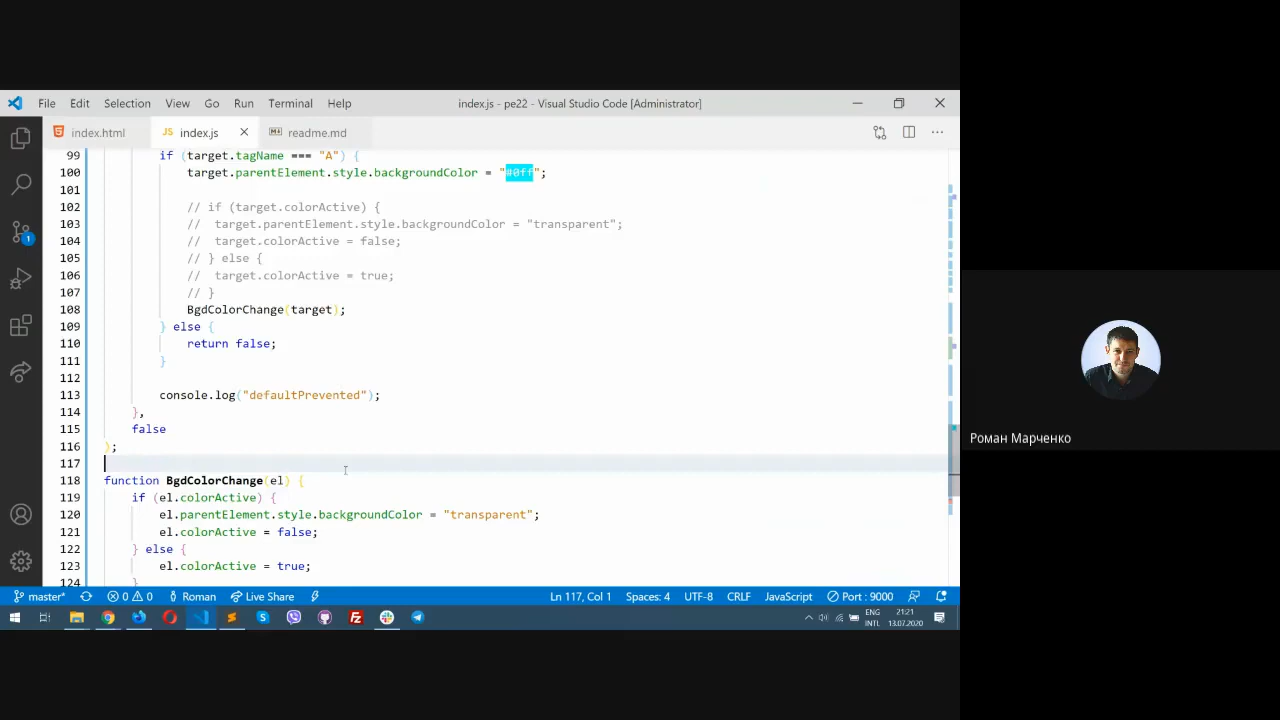 File Edit Selection View Go Run Terminal Help
index.js - pe22 - Visual Studio Code [Administrator]
index.html
JS index.js
readme.md
99 if (target.tagName === "A") {
100 target.parentElement.style.backgroundColor = "#0ff";
101
102 // if (target.colorActive) {
103 //  target.parentElement.style.backgroundColor = "transparent";
104 //  target.colorActive = false;
105 // } else {
106 //  target.colorActive = true;
107 // }
108 BgdColorChange(target);
109 } else {
110 return false;
111 }
112
113 console.log("defaultPrevented");
114 },
115 false
116 );
117
118 function BgdColorChange(el) {
119 if (el.colorActive) {
120 el.parentElement.style.backgroundColor = "transparent";
121 el.colorActive = false;
122 } else {
123 el.colorActive = true;
124 }
1
Роман Марченко
master* 0 0 Roman Live Share Ln 117, Col 1 Spaces: 4 UTF-8 CRLF JavaScript Port : 9000
ENG 21:21
INTL 13.07.2020